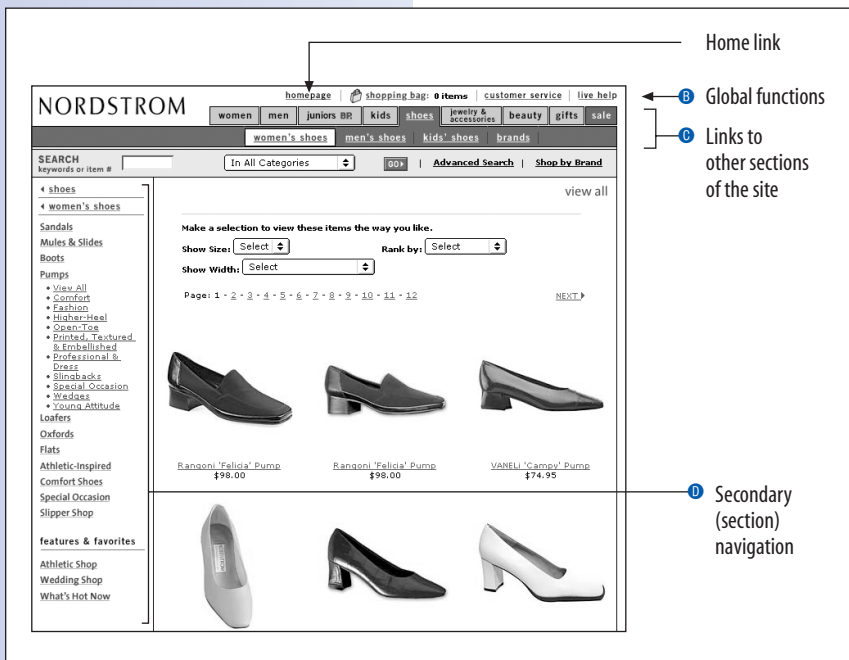 Home link
homepage | shopping bag: 0 items | customer service | live help
B Global functions
NORDSTROM
women men juniors BP. kids shoes jewelry & accessories beauty gifts sale
women's shoes | men's shoes | kids' shoes | brands
C Links to
other sections
of the site
SEARCH
keywords or item #
In All Categories GO | Advanced Search | Shop by Brand
shoes
women's shoes
view all
Sandals
Mules & Slides
Boots
Pumps
• View All
• Comfort
• Fashion
• Higher-Heel
• Open-Toe
• Printed, Textured
& Embellished
• Professional &
Dress
• Slingbacks
• Special Occasion
• Wedges
• Young Attitude
Loafers
Oxfords
Flats
Athletic-Inspired
Comfort Shoes
Special Occasion
Slipper Shop
features & favorites
Athletic Shop
Wedding Shop
What's Hot Now
Make a selection to view these items the way you like.
Show Size: Select Rank by: Select
Show Width: Select
Page: 1 - 2 - 3 - 4 - 5 - 6 - 7 - 8 - 9 - 10 - 11 - 12 NEXT
Rangoni 'Felicia' Pump
$98.00
Rangoni 'Felicia' Pump
$98.00
VANELi 'Campy' Pump
$74.95
D Secondary
(section)
navigation